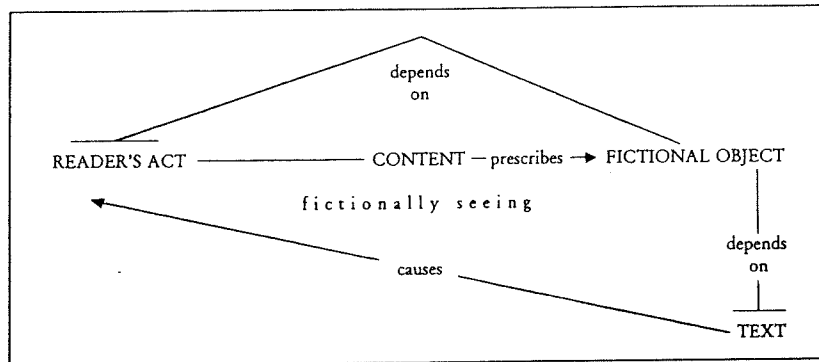 depends
on
READER'S ACT CONTENT prescribes FICTIONAL OBJECT
fictionally seeing
depends
on
causes
TEXT